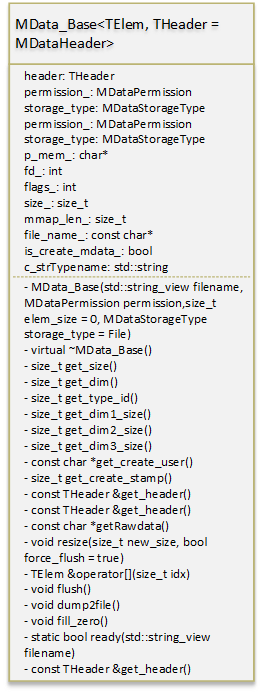 MData_Base<TElem, THeader =
MDataHeader>
header: THeader
permission_: MDataPermission
storage_type: MDataStorageType
permission_: MDataPermission
storage_type: MDataStorageType
p_mem_: char*
fd_: int
flags_: int
size_: size_t
mmap_len_: size_t
file_name_: const char*
is_create_mdata_: bool
c_strTypename: std::string
- MData_Base(std::string_view filename,
MDataPermission permission,size_t
elem_size = 0, MDataStorageType
storage_type = File)
- virtual ~MData_Base()
- size_t get_size()
- size_t get_dim()
- size_t get_type_id()
- size_t get_dim1_size()
- size_t get_dim2_size()
- size_t get_dim3_size()
- const char *get_create_user()
- size_t get_create_stamp()
- const THeader &get_header()
- const THeader &get_header()
- const char *getRawdata()
- void resize(size_t new_size, bool
force_flush = true)
- TElem &operator[](size_t idx)
- void flush()
- void dump2file()
- void fill_zero()
- static bool ready(std::string_view
filename)
- const THeader &get_header()